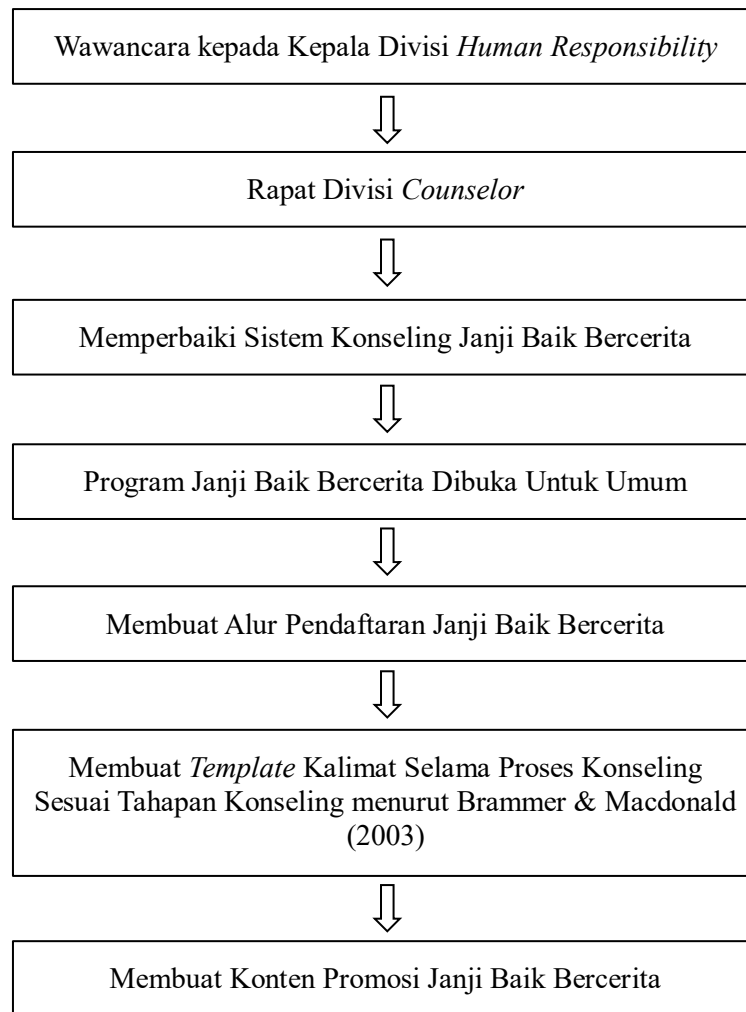 Wawancara kepada Kepala Divisi Human Responsibility
Rapat Divisi Counselor
Memperbaiki Sistem Konseling Janji Baik Bercerita
Program Janji Baik Bercerita Dibuka Untuk Umum
Membuat Alur Pendaftaran Janji Baik Bercerita
Membuat Template Kalimat Selama Proses Konseling
Sesuai Tahapan Konseling menurut Brammer & Macdonald
(2003)
Membuat Konten Promosi Janji Baik Bercerita